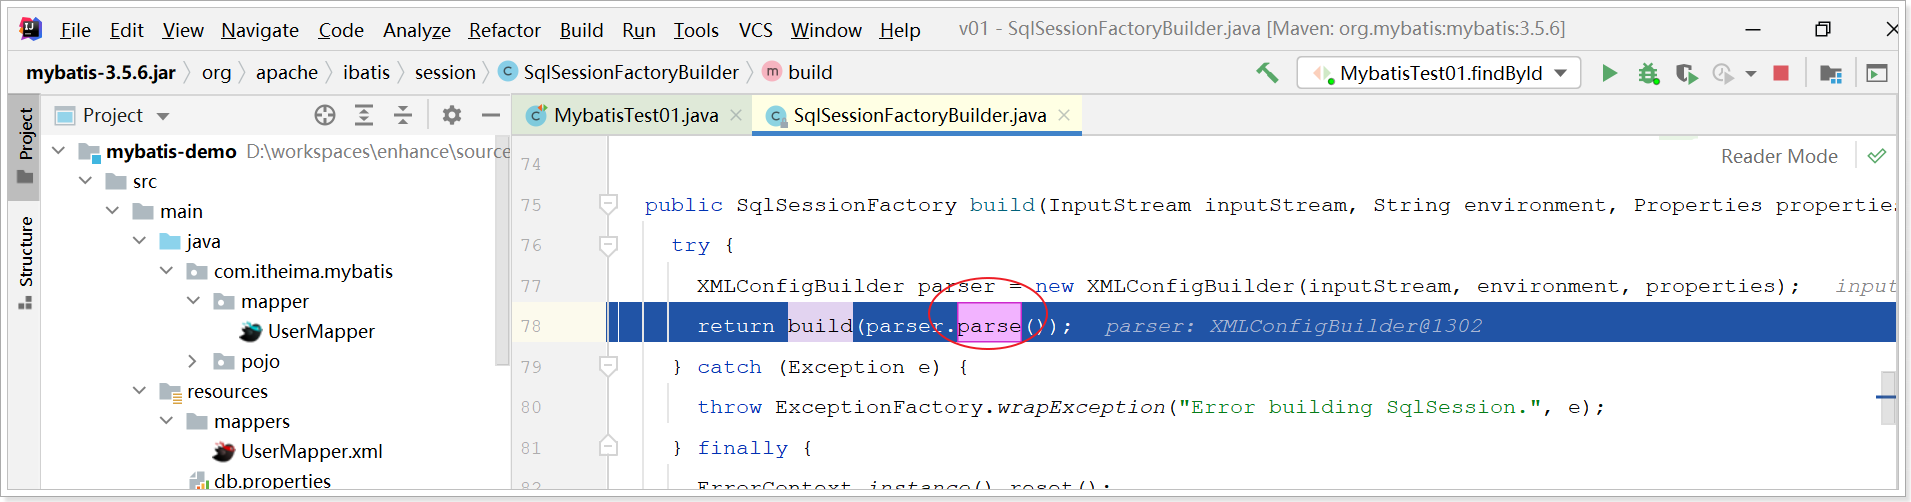 File Edit View Navigate Code Analyze Refactor Build Run Tools VCS Window Help v01 - SqlSessionFactoryBuilder.java [Maven: org.mybatis:mybatis:3.5.6]
mybatis-3.5.6.jar org apache ibatis session SqlSessionFactoryBuilder build MybatisTest01.findById
Project
Structure
Project
mybatis-demo D:\workspaces\enhance\source
src
main
java
com.itheima.mybatis
mapper
UserMapper
pojo
resources
mappers
UserMapper.xml
db.properties
MybatisTest01.java SqlSessionFactoryBuilder.java
Reader Mode
74
75 public SqlSessionFactory build(InputStream inputStream, String environment, Properties properties
76 try {
77 XMLConfigBuilder parser = new XMLConfigBuilder(inputStream, environment, properties); input
78 return build(parser.parse()); parser: XMLConfigBuilder@1302
79 } catch (Exception e) {
80 throw ExceptionFactory.wrapException("Error building SqlSession.", e);
81 } finally {
82 ErrorContext.instance().reset();